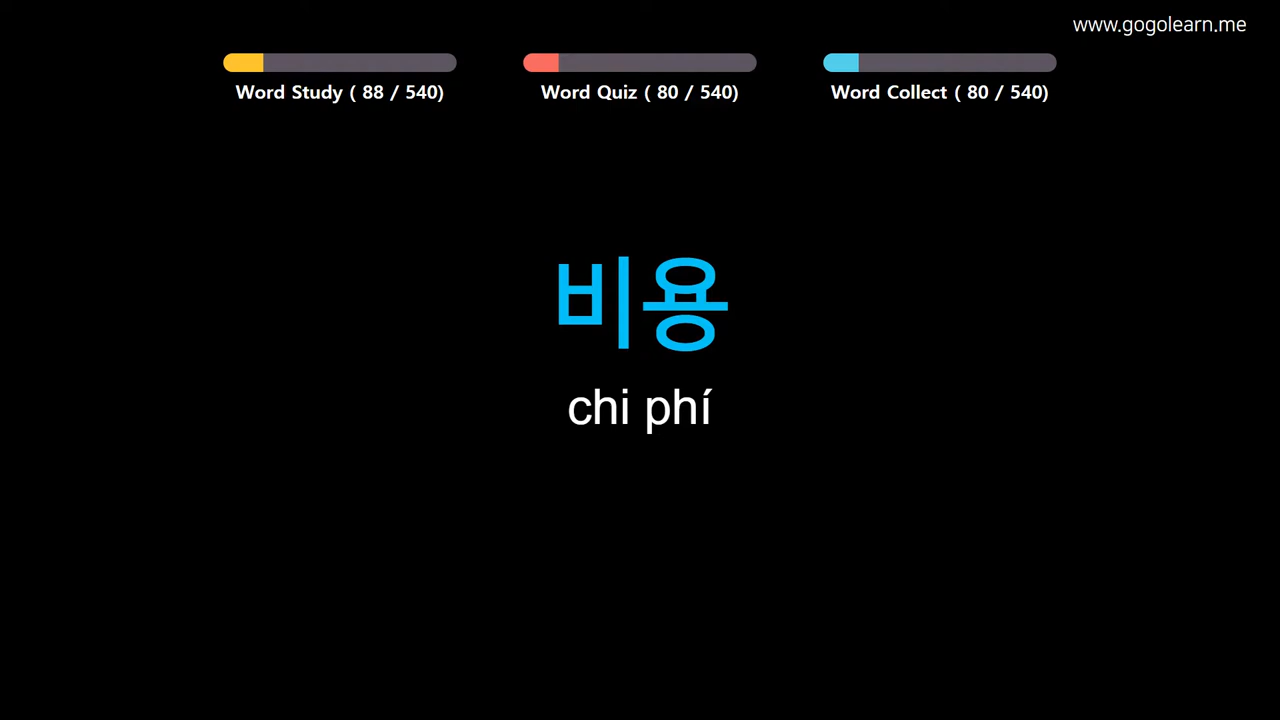 www.gogolearn.me
Word Study ( 88 / 540)
Word Quiz ( 80 / 540)
Word Collect ( 80 / 540)
비용
chi phí